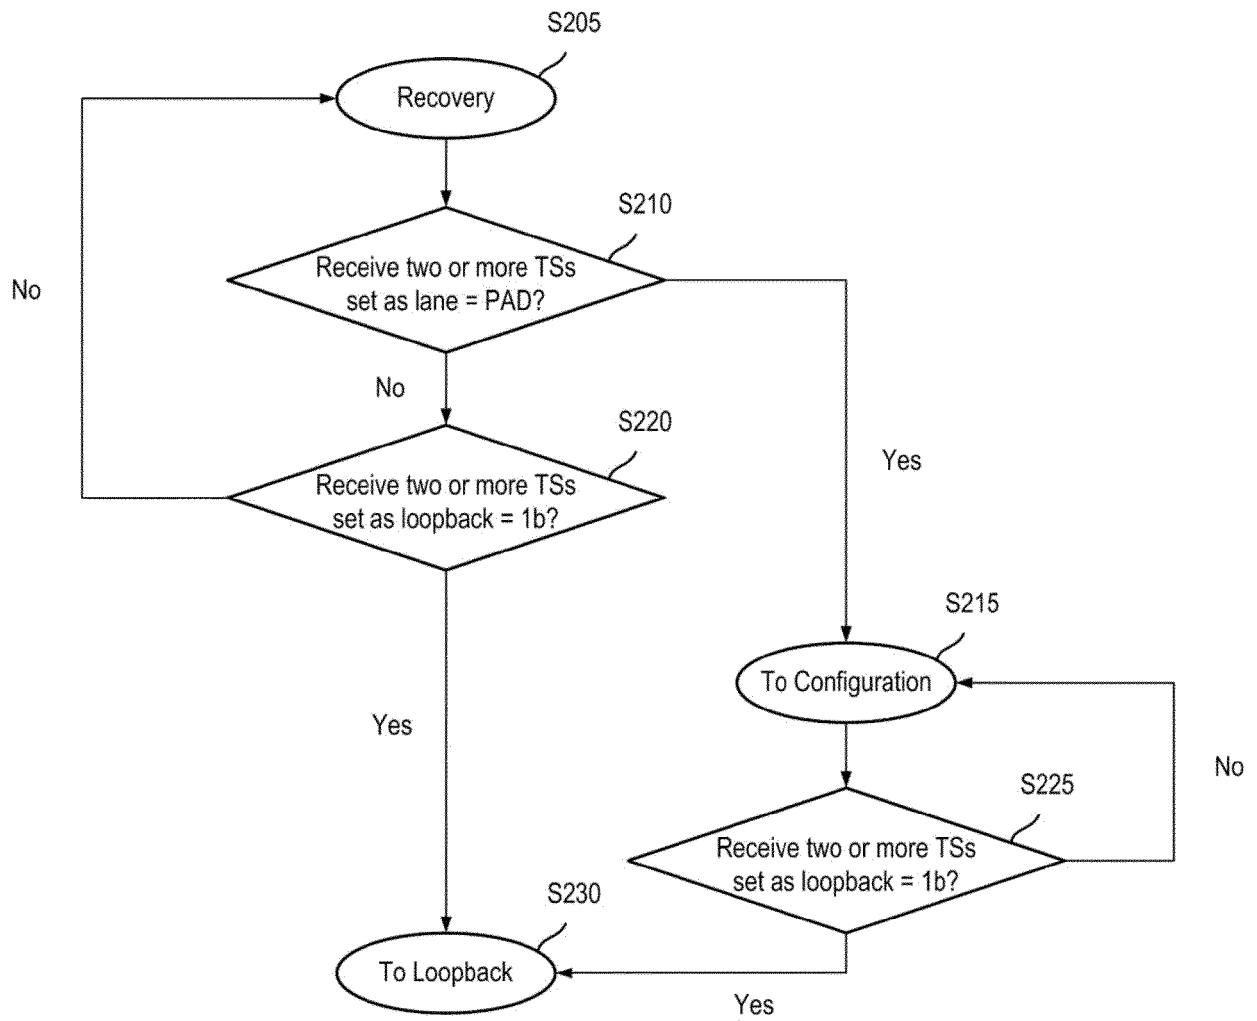 S205
Recovery
S210
Receive two or more TSs
set as lane = PAD?
No
No
S220
Receive two or more TSs
set as loopback = 1b?
Yes
S215
To Configuration
Yes
No
S225
Receive two or more TSs
set as loopback = 1b?
S230
To Loopback
Yes